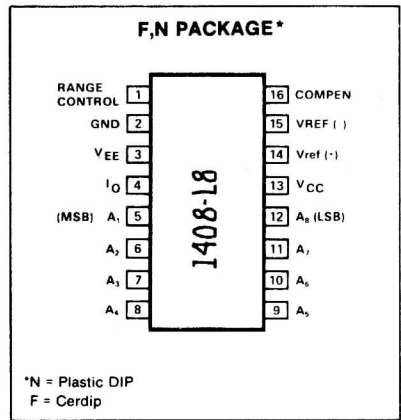 F,N PACKAGE*
RANGE CONTROL 1
GND 2
VEE 3
IO 4
(MSB) A1 5
A2 6
A3 7
A4 8
16 COMPEN
15 VREF ( )
14 Vref (-)
13 VCC
12 A8 (LSB)
11 A7
10 A6
9 A5
1408-L8
*N = Plastic DIP
F = Cerdip